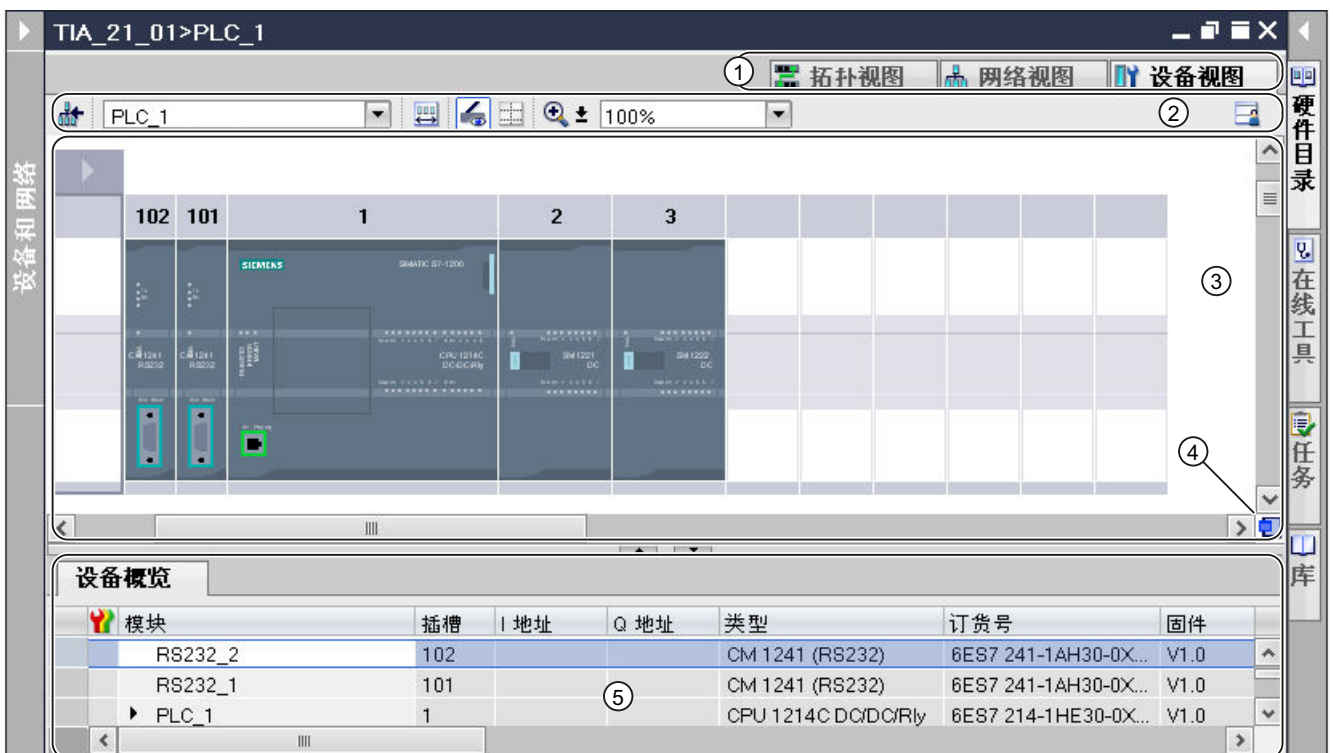 TIA_21_01>PLC_1
① 拓扑视图 网络视图 设备视图
PLC_1 100% ②
设备和网络
102 101 1 2 3
SIEMENS SIMATIC S7-1200
③
CM 1241 RS232
CM 1241 RS232
CPU 1214C DC/DC/Rly
SM 1221 DC
SM 1222 DC
④
设备概览
模块 插槽 I 地址 Q 地址 类型 订货号 固件
RS232_2 102 CM 1241 (RS232) 6ES7 241-1AH30-0X... V1.0
RS232_1 101 CM 1241 (RS232) 6ES7 241-1AH30-0X... V1.0
⑤
PLC_1 1 CPU 1214C DC/DC/Rly 6ES7 214-1HE30-0X... V1.0
硬件目录
在线工具
任务
库